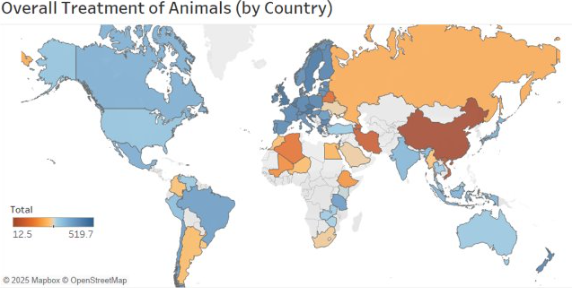 Overall Treatment of Animals (by Country)
Total
12.5 519.7
© 2025 Mapbox © OpenStreetMap